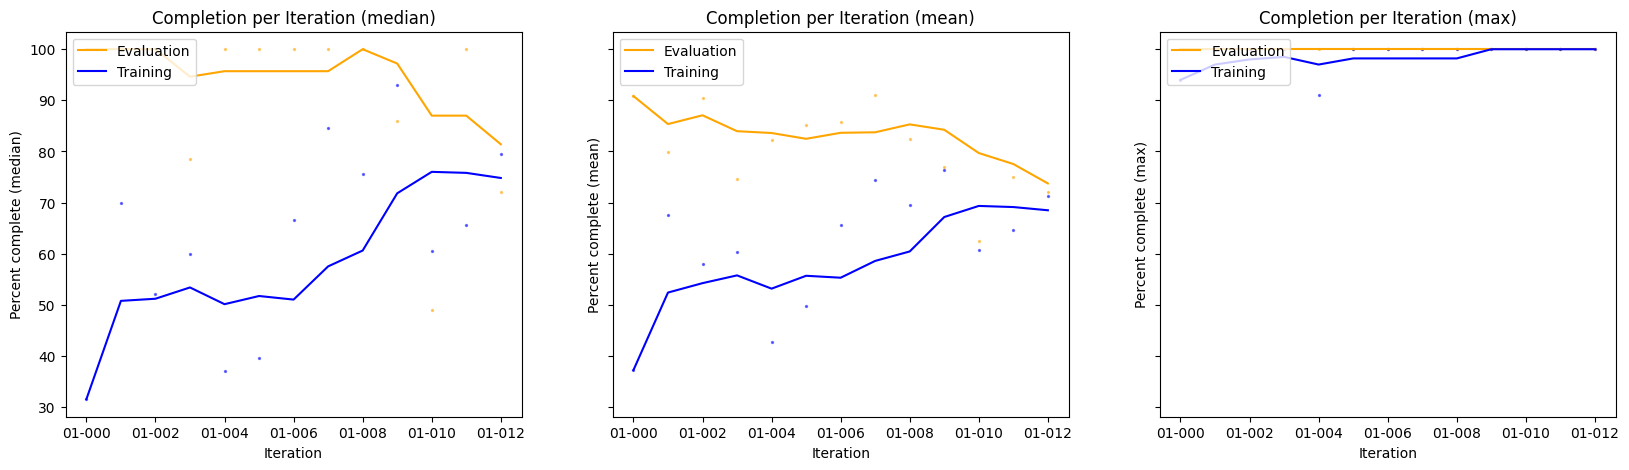 Completion per Iteration (median)
Evaluation
Training
Percent complete (median)
100
90
80
70
60
50
40
30
01-000 01-002 01-004 01-006 01-008 01-010 01-012
Iteration
Completion per Iteration (mean)
Evaluation
Training
Percent complete (mean)
01-000 01-002 01-004 01-006 01-008 01-010 01-012
Iteration
Completion per Iteration (max)
Evaluation
Training
Percent complete (max)
01-000 01-002 01-004 01-006 01-008 01-010 01-012
Iteration